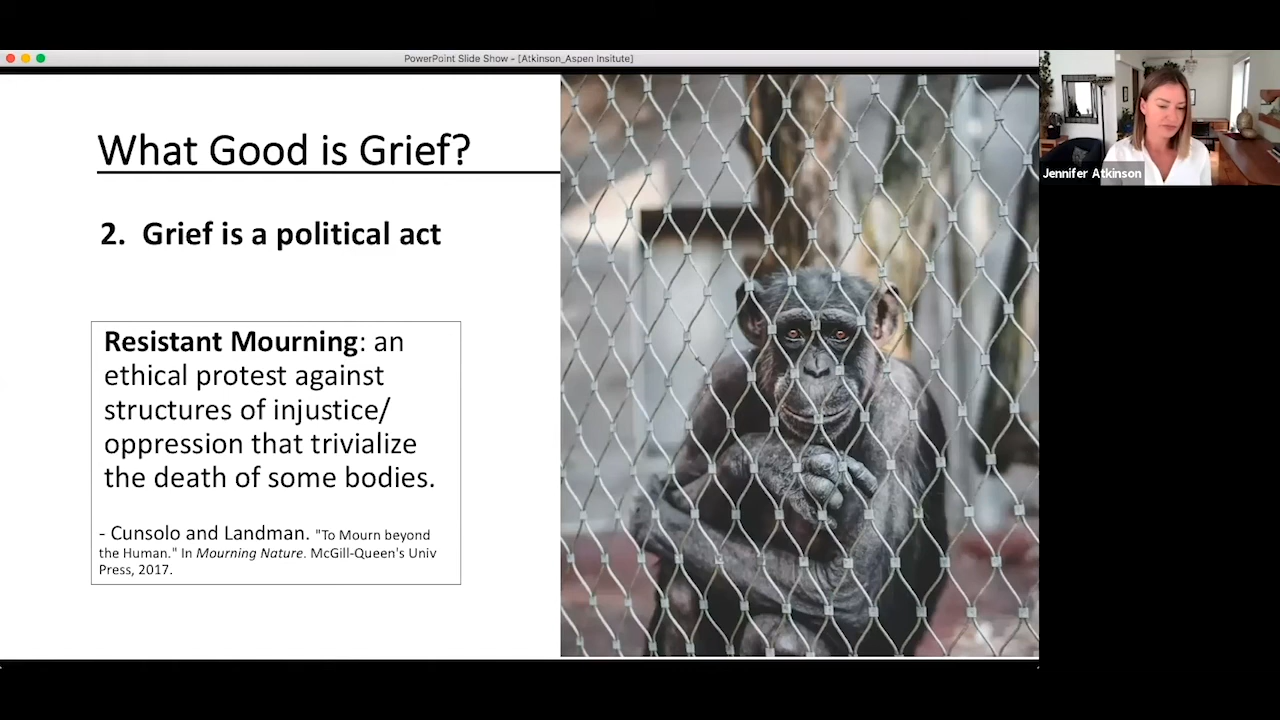 PowerPoint Slide Show - [Atkinson_Aspen Insitute]
What Good is Grief?
2. Grief is a political act
Resistant Mourning: an
ethical protest against
structures of injustice/
oppression that trivialize
the death of some bodies.
- Cunsolo and Landman. "To Mourn beyond
the Human." In Mourning Nature. McGill-Queen's Univ
Press, 2017.
Jennifer Atkinson